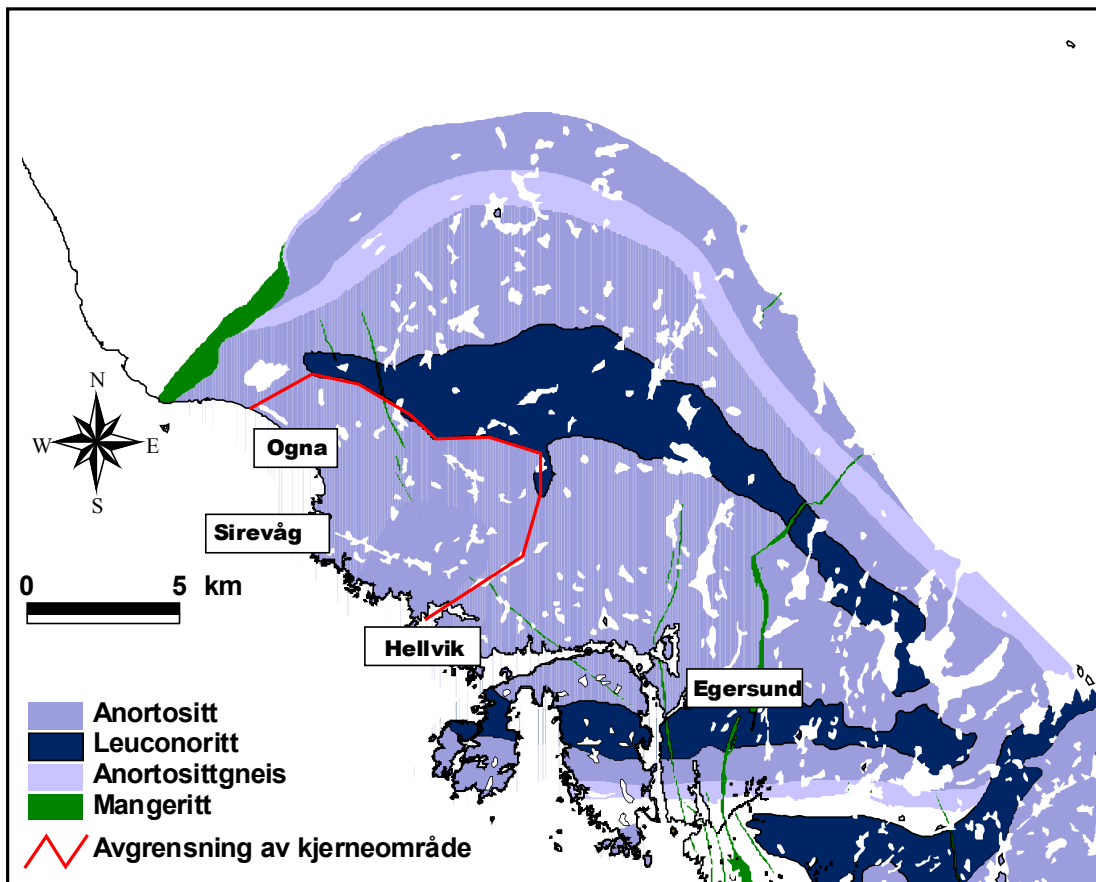 N
W E
S
Ogna
Sirevåg
0 5 km
Hellvik
Egersund
Anortositt
Leuconoritt
Anortosittgneis
Mangeritt
Avgrensning av kjerneområde